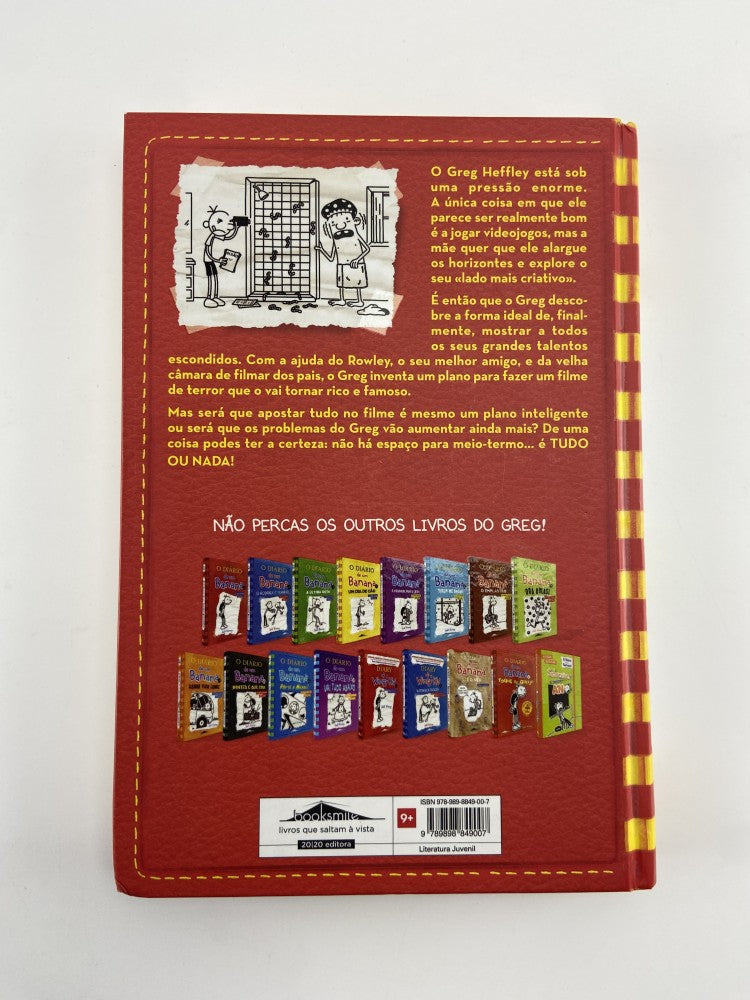 O Greg Heffley está sob
uma pressão enorme.
A única coisa em que ele
parece ser realmente bom
é a jogar videojogos, mas a
mãe quer que ele alargue
os horizontes e explore o
seu «lado mais criativo».
É então que o Greg desco-
bre a forma ideal de, final-
mente, mostrar a todos
os seus grandes talentos
escondidos. Com a ajuda do Rowley, o seu melhor amigo, e da velha
câmara de filmar dos pais, o Greg inventa um plano para fazer um filme
de terror que o vai tornar rico e famoso.
Mas será que apostar tudo no filme é mesmo um plano inteligente
ou será que os problemas do Greg vão aumentar ainda mais? De uma
coisa podes ter a certeza: não há espaço para meio-termo... é TUDO
OU NADA!
NÃO PERCAS OS OUTROS LIVROS DO GREG!
booksmile
livros que saltam à vista
20|20 editora
9+
ISBN 978-989-8849-00-7
9 789898 849007
Literatura Juvenil